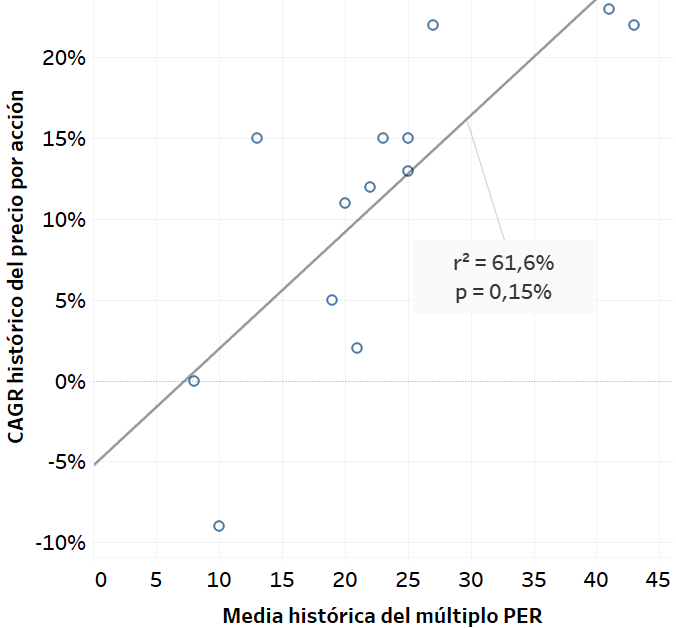 20%
15%
10%
5%
0%
-5%
-10%
CAGR histórico del precio por acción
r² = 61,6%
p = 0,15%
0 5 10 15 20 25 30 35 40 45
Media histórica del múltiplo PER